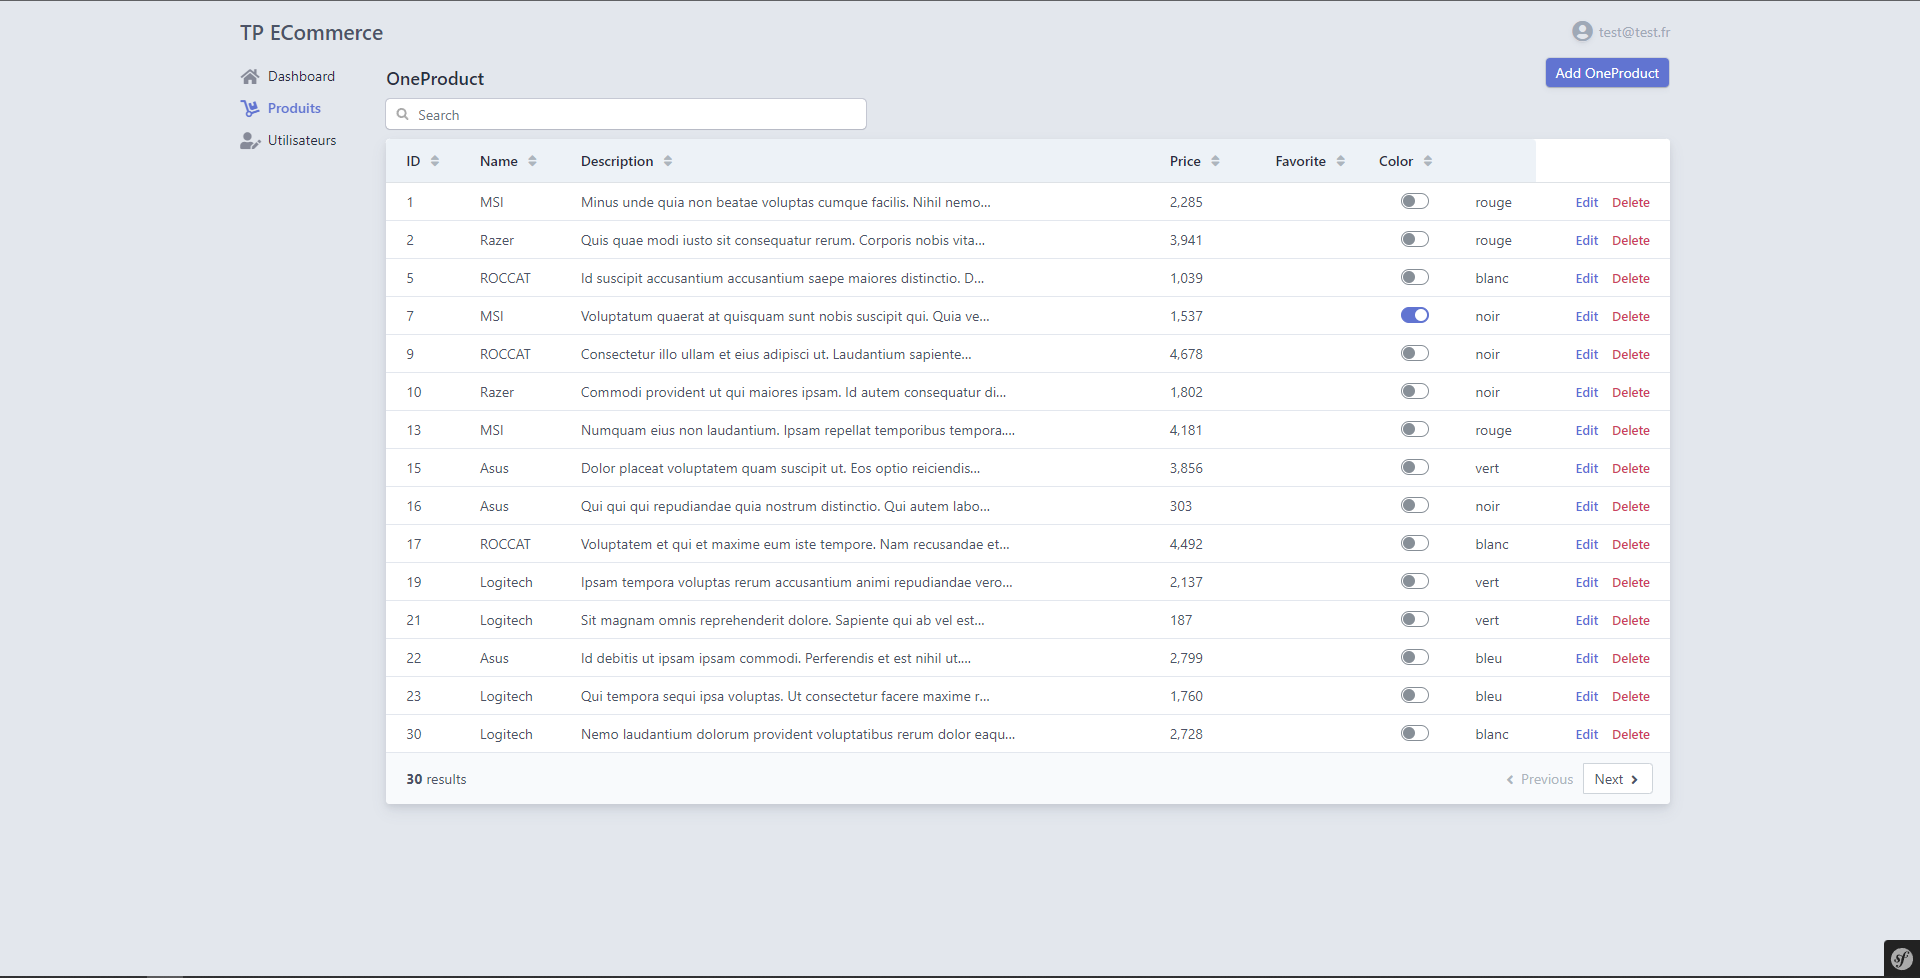 TP ECommerce
test@test.fr
Dashboard
Produits
Utilisateurs
OneProduct
Add OneProduct
Search
ID Name Description Price Favorite Color
1 MSI Minus unde quia non beatae voluptas cumque facilis. Nihil nemo... 2,285 rouge Edit Delete
2 Razer Quis quae modi iusto sit consequatur rerum. Corporis nobis vita... 3,941 rouge Edit Delete
5 ROCCAT Id suscipit accusantium accusantium saepe maiores distinctio. D... 1,039 blanc Edit Delete
7 MSI Voluptatum quaerat at quisquam sunt nobis suscipit qui. Quia ve... 1,537 noir Edit Delete
9 ROCCAT Consectetur illo ullam et eius adipisci ut. Laudantium sapiente... 4,678 noir Edit Delete
10 Razer Commodi provident ut qui maiores ipsam. Id autem consequatur di... 1,802 noir Edit Delete
13 MSI Numquam eius non laudantium. Ipsam repellat temporibus tempora.... 4,181 rouge Edit Delete
15 Asus Dolor placeat voluptatem quam suscipit ut. Eos optio reiciendis... 3,856 vert Edit Delete
16 Asus Qui qui qui repudiandae quia nostrum distinctio. Qui autem labo... 303 noir Edit Delete
17 ROCCAT Voluptatem et qui et maxime eum iste tempore. Nam recusandae et... 4,492 blanc Edit Delete
19 Logitech Ipsam tempora voluptas rerum accusantium animi repudiandae vero... 2,137 vert Edit Delete
21 Logitech Sit magnam omnis reprehenderit dolore. Sapiente qui ab vel est... 187 vert Edit Delete
22 Asus Id debitis ut ipsam ipsam commodi. Perferendis et est nihil ut.... 2,799 bleu Edit Delete
23 Logitech Qui tempora sequi ipsa voluptas. Ut consectetur facere maxime r... 1,760 bleu Edit Delete
30 Logitech Nemo laudantium dolorum provident voluptatibus rerum dolor eaqu... 2,728 blanc Edit Delete
30 results
Previous Next
sf